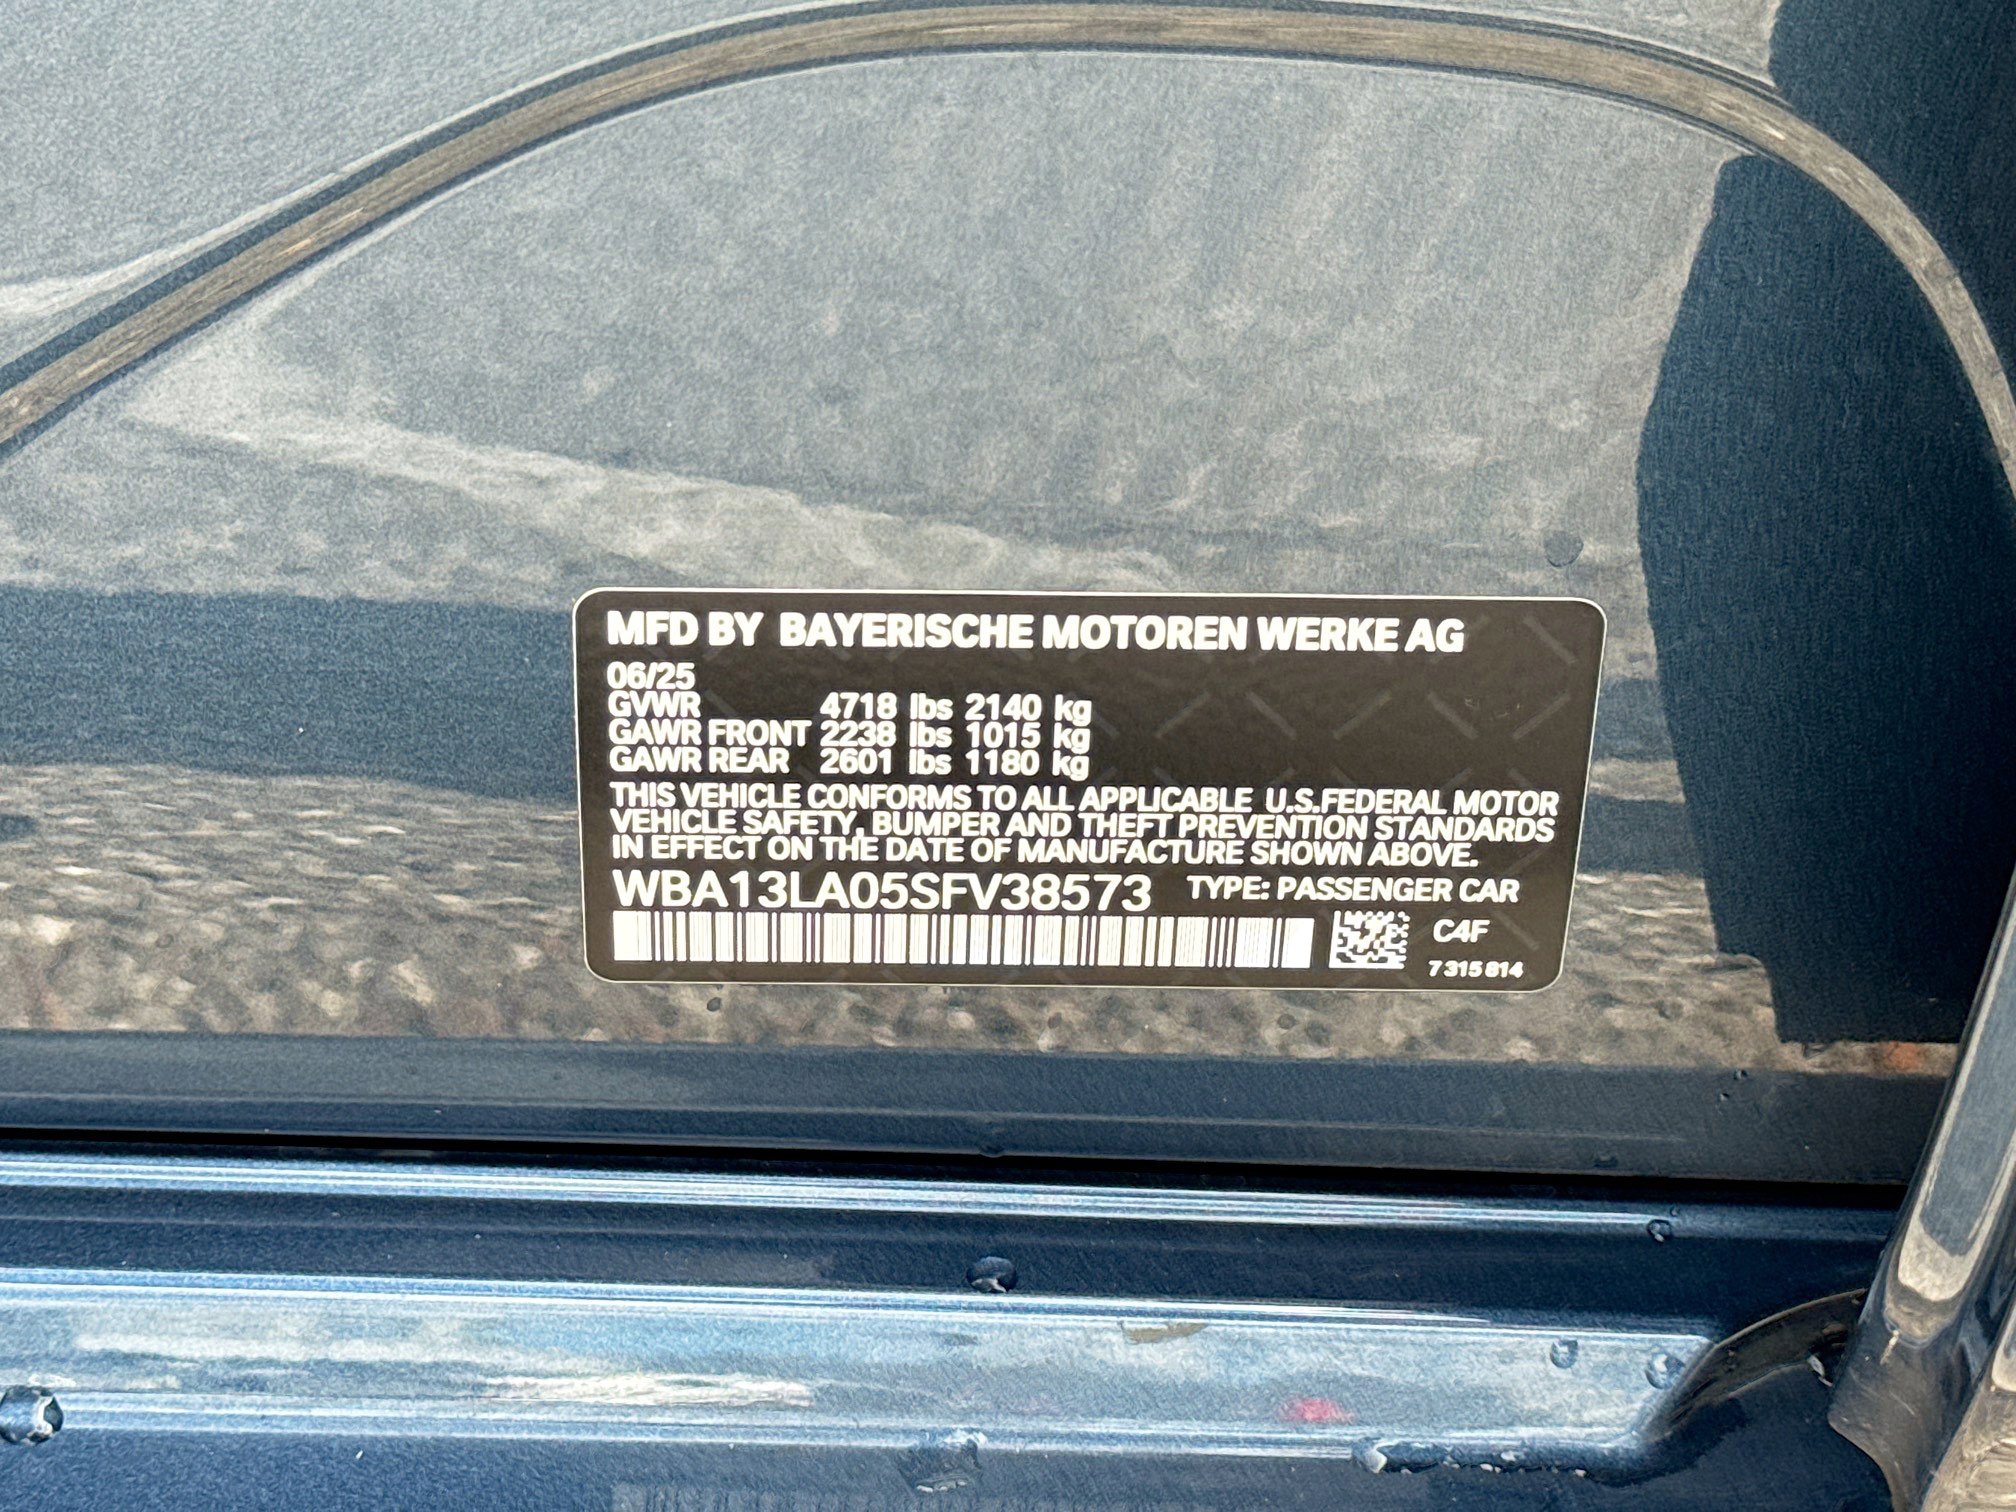 MFD BY BAYERISCHE MOTOREN WERKE AG
06/25
GVWR 4718 lbs 2140 kg
GAWR FRONT 2238 lbs 1015 kg
GAWR REAR 2601 lbs 1180 kg
THIS VEHICLE CONFORMS TO ALL APPLICABLE U.S.FEDERAL MOTOR
VEHICLE SAFETY, BUMPER AND THEFT PREVENTION STANDARDS
IN EFFECT ON THE DATE OF MANUFACTURE SHOWN ABOVE.
WBA13LA05SFV38573 TYPE: PASSENGER CAR
C4F
7 315 814